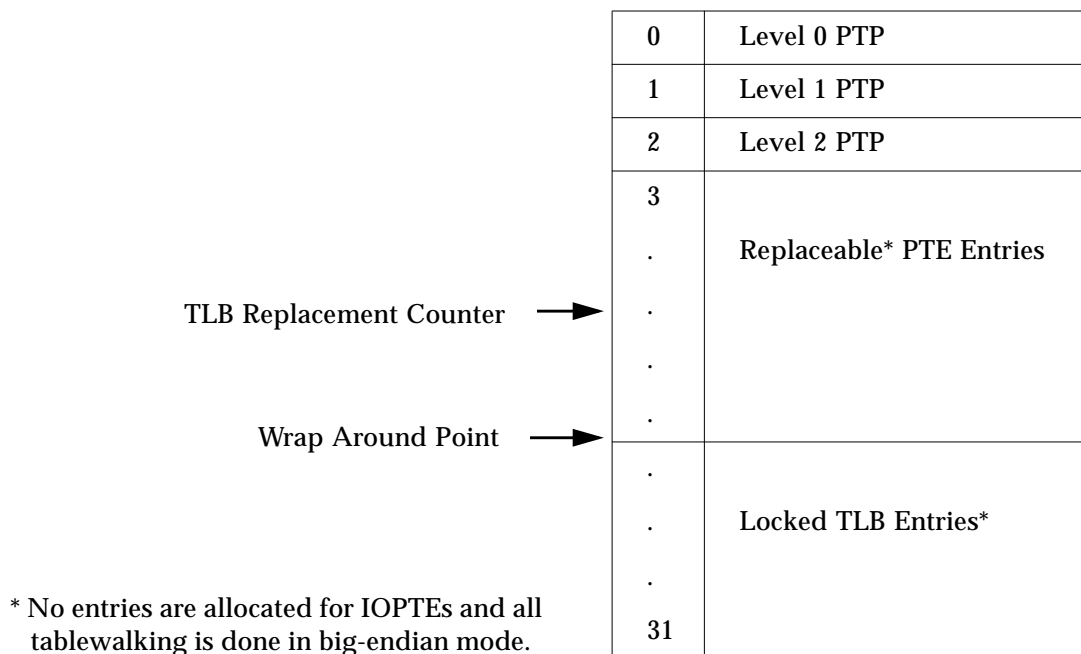 0 Level 0 PTP
1 Level 1 PTP
2 Level 2 PTP
3
. Replaceable* PTE Entries
TLB Replacement Counter .
.
.
Wrap Around Point
.
. Locked TLB Entries*
.
* No entries are allocated for IOPTEs and all
31
tablewalking is done in big-endian mode.